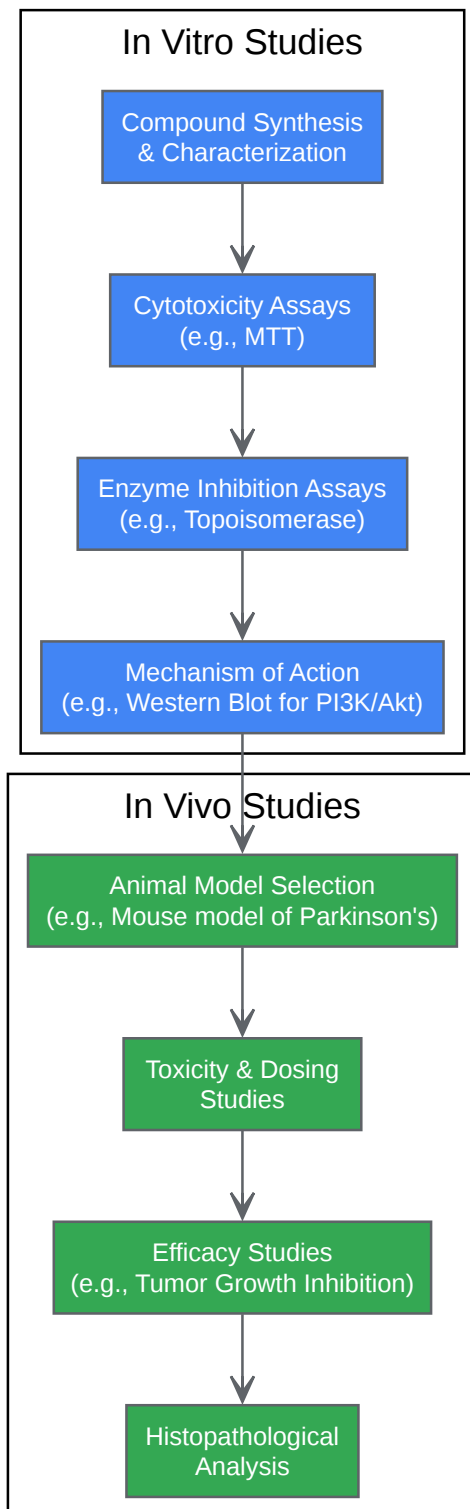 In Vitro Studies
Compound Synthesis
& Characterization
Cytotoxicity Assays
(e.g., MTT)
Enzyme Inhibition Assays
(e.g., Topoisomerase)
Mechanism of Action
(e.g., Western Blot for PI3K/Akt)
In Vivo Studies
Animal Model Selection
(e.g., Mouse model of Parkinson's)
Toxicity & Dosing
Studies
Efficacy Studies
(e.g., Tumor Growth Inhibition)
Histopathological
Analysis